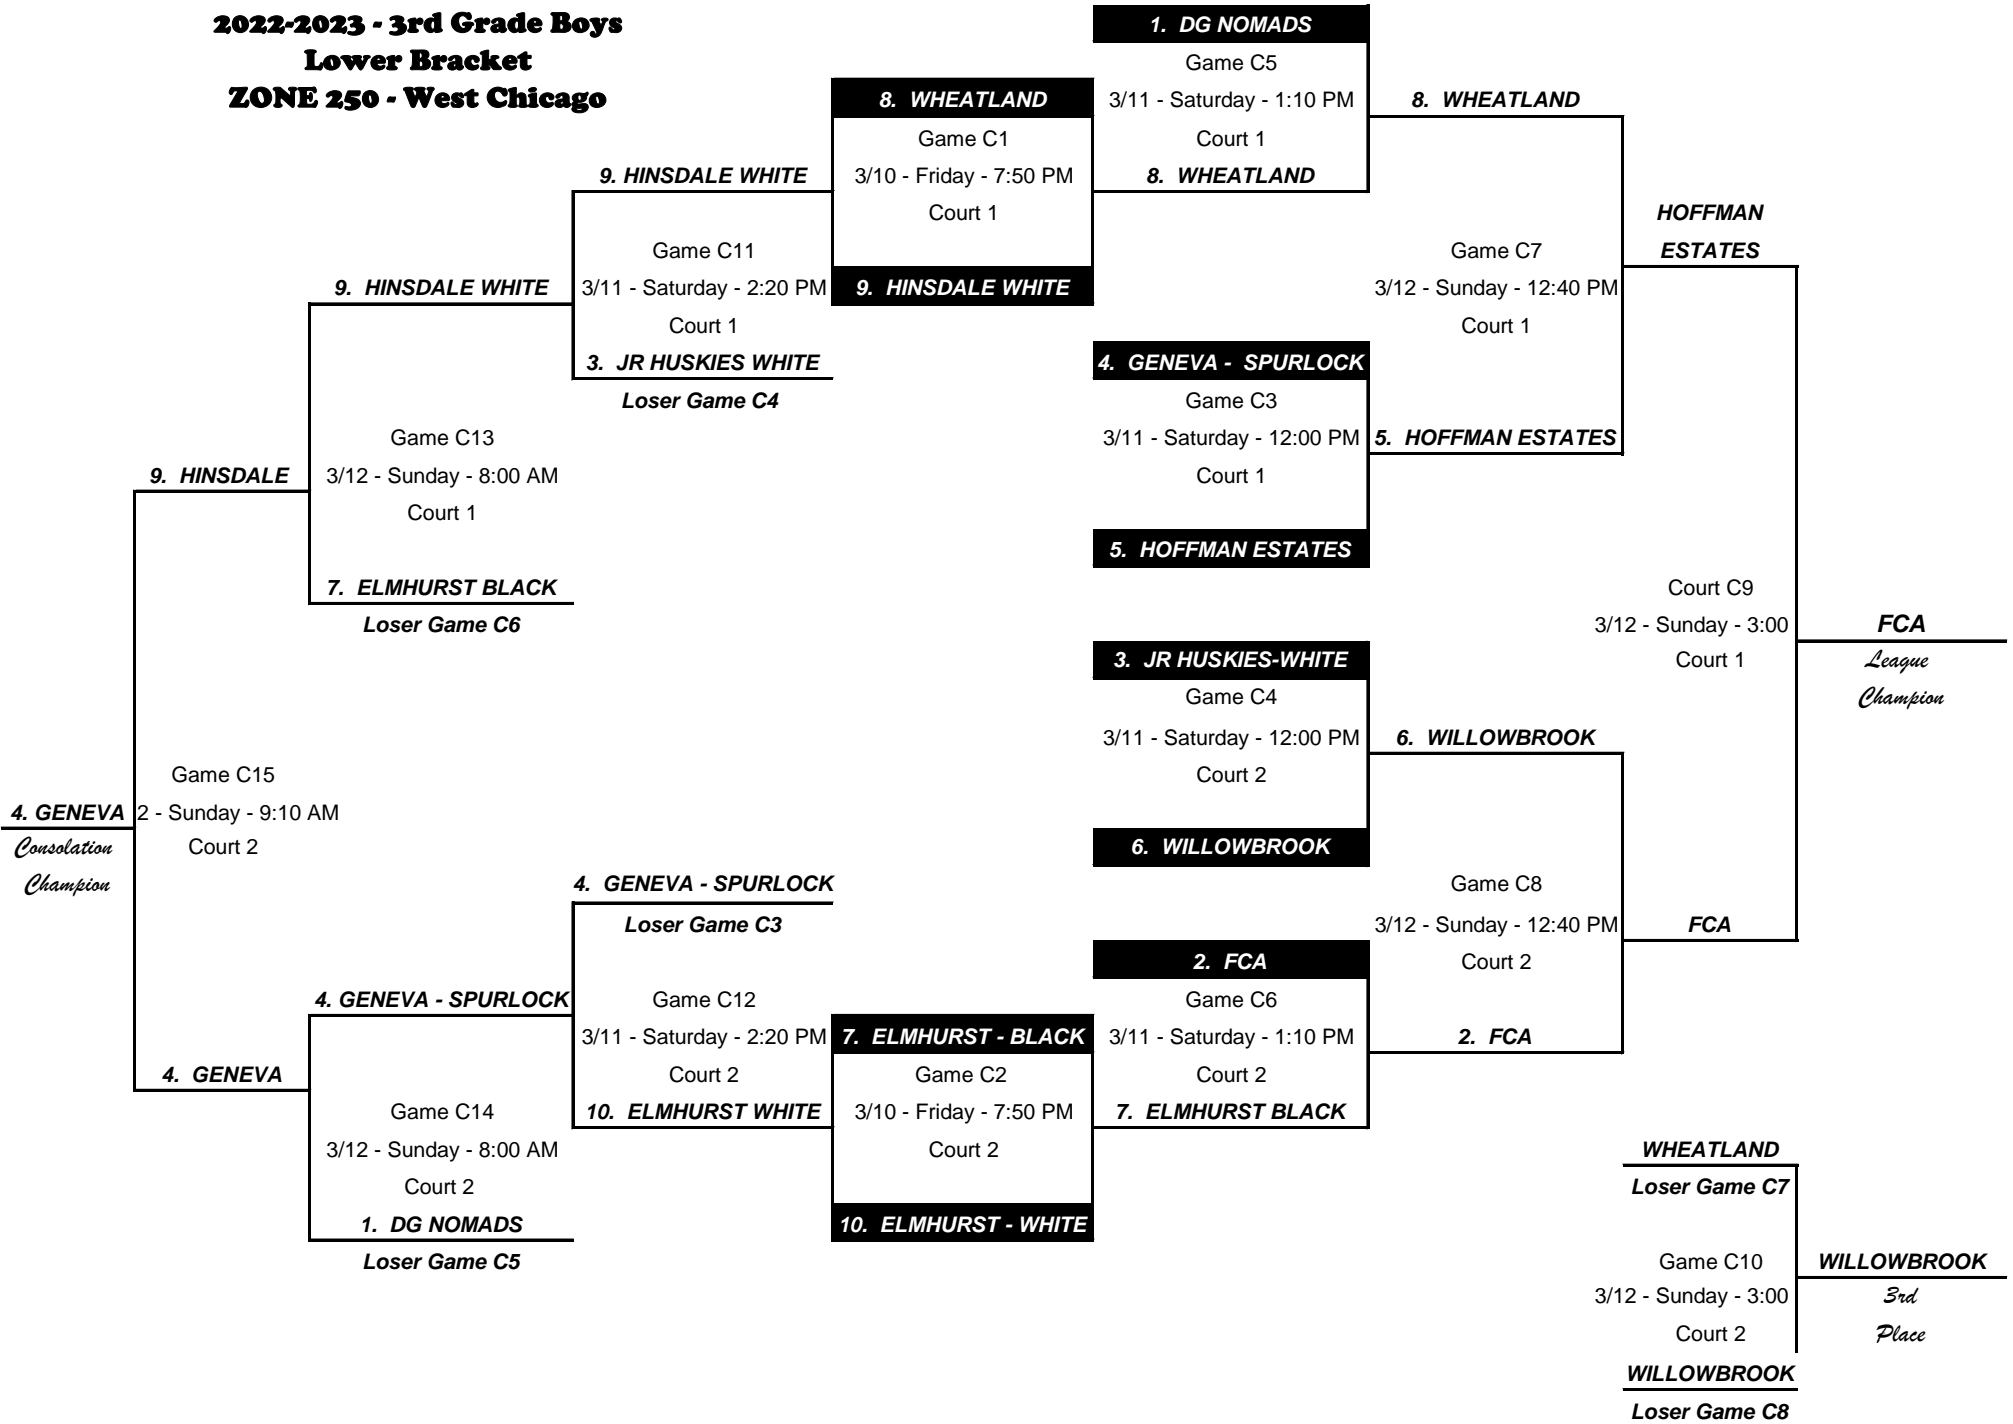 2022-2023 - 3rd Grade Boys
Lower Bracket
ZONE 250 - West Chicago
1. DG NOMADS
Game C5
3/11 - Saturday - 1:10 PM
Court 1
8. WHEATLAND
8. WHEATLAND
Game C1
3/10 - Friday - 7:50 PM
Court 1
9. HINSDALE WHITE
8. WHEATLAND
9. HINSDALE WHITE
Game C11
3/11 - Saturday - 2:20 PM
Court 1
3. JR HUSKIES WHITE
Loser Game C4
9. HINSDALE WHITE
Game C13
3/12 - Sunday - 8:00 AM
Court 1
7. ELMHURST BLACK
Loser Game C6
9. HINSDALE
HOFFMAN
ESTATES
Game C7
3/12 - Sunday - 12:40 PM
Court 1
4. GENEVA - SPURLOCK
Game C3
3/11 - Saturday - 12:00 PM
Court 1
5. HOFFMAN ESTATES
5. HOFFMAN ESTATES
Court C9
3/12 - Sunday - 3:00
Court 1
FCA
League
Champion
3. JR HUSKIES-WHITE
Game C4
3/11 - Saturday - 12:00 PM
Court 2
6. WILLOWBROOK
6. WILLOWBROOK
Game C15
2 - Sunday - 9:10 AM
Court 2
4. GENEVA
Consolation
Champion
4. GENEVA - SPURLOCK
Loser Game C3
Game C8
3/12 - Sunday - 12:40 PM
Court 2
FCA
2. FCA
Game C6
3/11 - Saturday - 1:10 PM
Court 2
7. ELMHURST BLACK
2. FCA
4. GENEVA - SPURLOCK
Game C12
3/11 - Saturday - 2:20 PM
Court 2
10. ELMHURST WHITE
7. ELMHURST - BLACK
Game C2
3/10 - Friday - 7:50 PM
Court 2
10. ELMHURST - WHITE
4. GENEVA
Game C14
3/12 - Sunday - 8:00 AM
Court 2
1. DG NOMADS
Loser Game C5
WHEATLAND
Loser Game C7
Game C10
3/12 - Sunday - 3:00
Court 2
WILLOWBROOK
3rd
Place
WILLOWBROOK
Loser Game C8